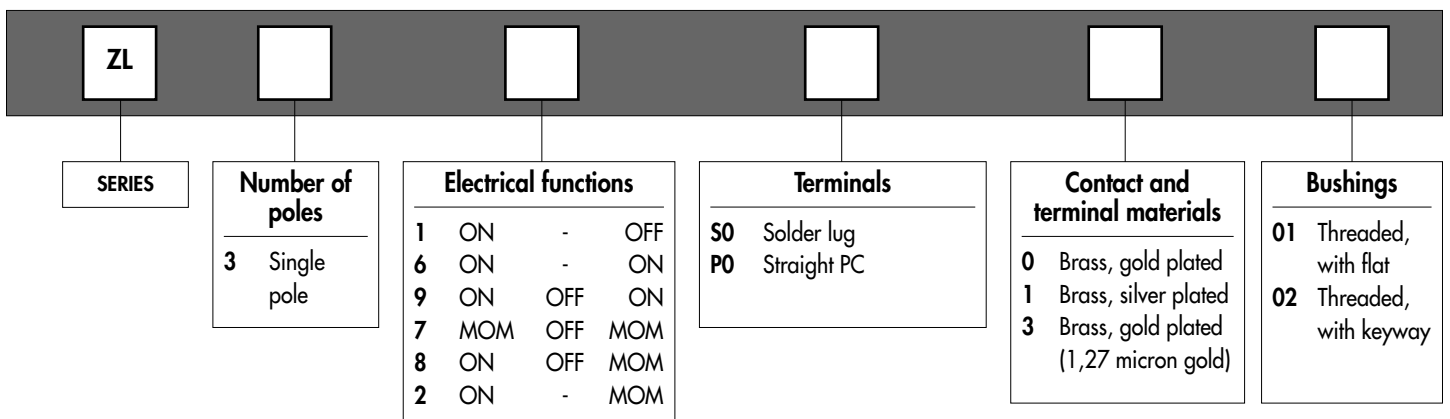 ZL
SERIES
Number of
poles
3 Single
pole
Electrical functions
1 ON - OFF
6 ON - ON
9 ON OFF ON
7 MOM OFF MOM
8 ON OFF MOM
2 ON - MOM
Terminals
S0 Solder lug
P0 Straight PC
Contact and
terminal materials
0 Brass, gold plated
1 Brass, silver plated
3 Brass, gold plated
(1,27 micron gold)
Bushings
01 Threaded,
with flat
02 Threaded,
with keyway